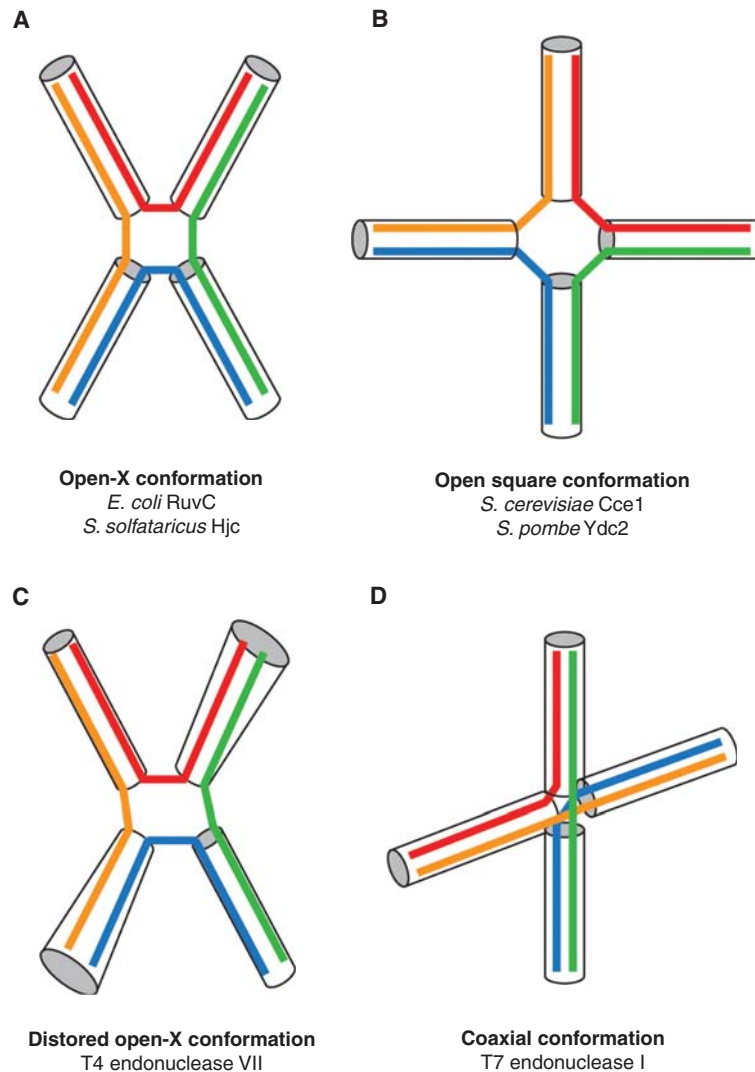 A
B
Open-X conformation
E. coli RuvC
S. solfataricus Hjc
Open square conformation
S. cerevisiae Cce1
S. pombe Ydc2
C
D
Distored open-X conformation
T4 endonuclease VII
Coaxial conformation
T7 endonuclease I